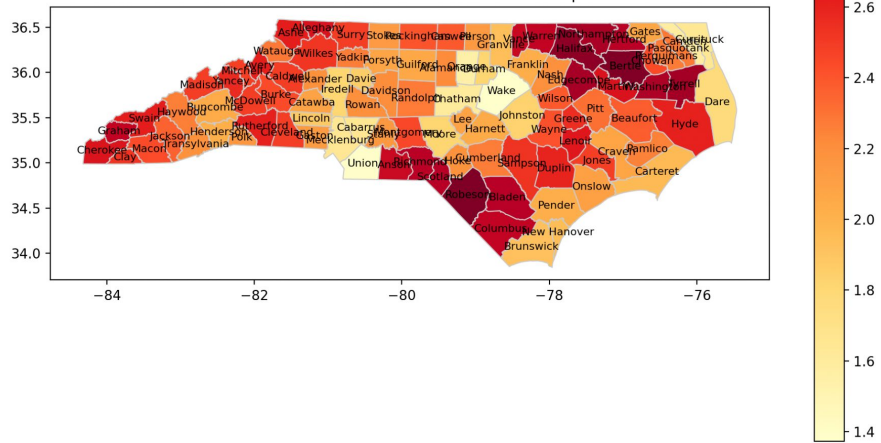 36.5
36.0
35.5
35.0
34.5
34.0
−84
−82
−80
−78
−76
2.6
2.4
2.2
2.0
1.8
1.6
1.4
Alleghany
Ashe
Surry
Stokes
Rockingham
Caswell
Person
Vance
Warren
Northampton
Gates
Currituck
Camden
Pasquotank
Perquimans
Hertford
Halifax
Granville
Watauga
Wilkes
Yadkin
Forsyth
Guilford
Alamance
Orange
Durham
Franklin
Nash
Bertie
Chowan
Avery
Mitchell
Yancey
Caldwell
Alexander
Davie
Iredell
Davidson
Randolph
Chatham
Wake
Edgecombe
Martin
Washington
Tyrrell
Dare
Madison
Burke
McDowell
Catawba
Rowan
Wilson
Buncombe
Haywood
Swain
Lincoln
Lee
Johnston
Pitt
Greene
Beaufort
Hyde
Graham
Jackson
Henderson
Polk
Rutherford
Cleveland
Gaston
Cabarrus
Stanly
Montgomery
Moore
Harnett
Wayne
Lenoir
Craven
Pamlico
Cherokee
Clay
Macon
Transylvania
Mecklenburg
Union
Anson
Richmond
Hoke
Cumberland
Sampson
Duplin
Jones
Carteret
Scotland
Robeson
Bladen
Onslow
Pender
Columbus
New Hanover
Brunswick